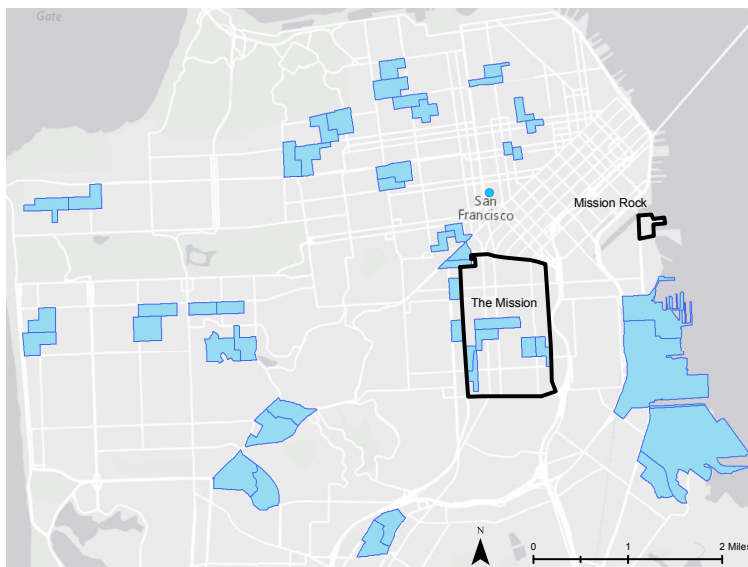 Gate
San
Francisco
Mission Rock
The Mission
N
0 1 2 Miles